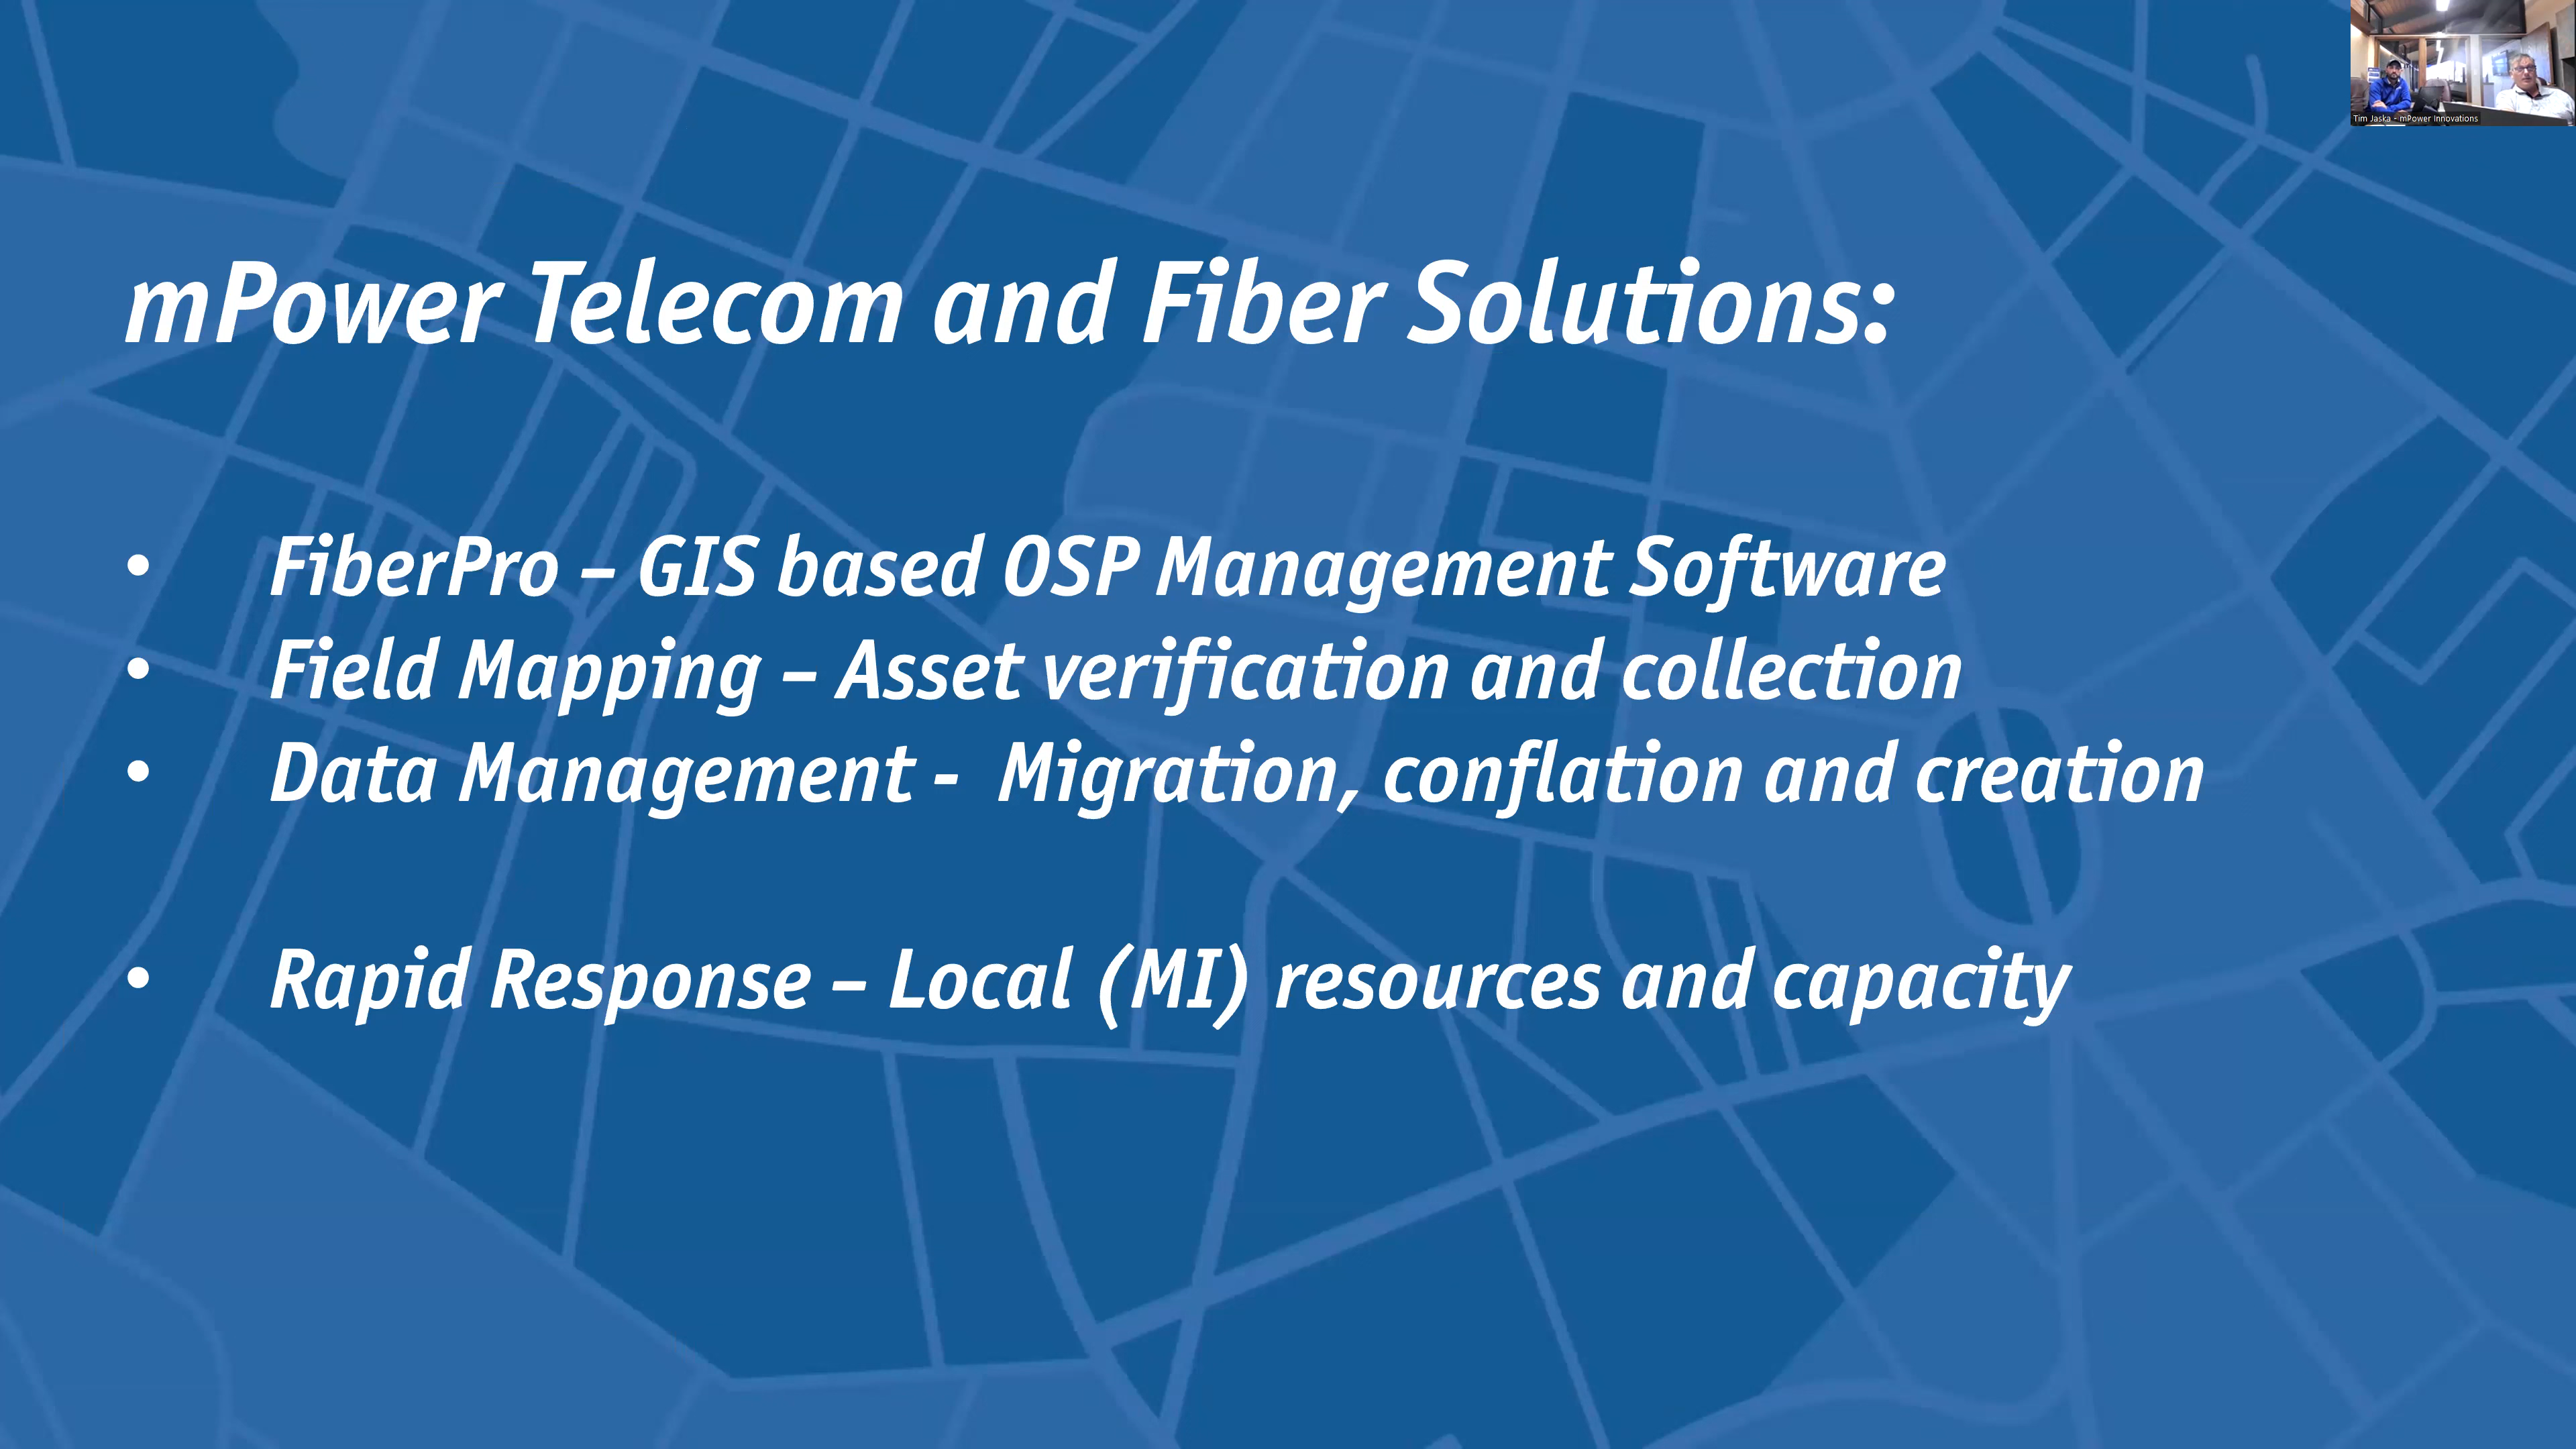 Tim Jaska - mPower Innovations
mPower Telecom and Fiber Solutions:
• FiberPro – GIS based OSP Management Software
• Field Mapping – Asset verification and collection
• Data Management -  Migration, conflation and creation
• Rapid Response – Local (MI) resources and capacity